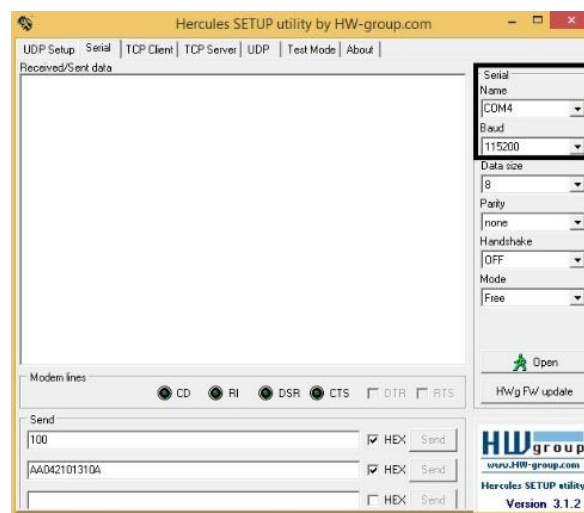 Hercules SETUP utility by HW-group.com
UDP Setup Serial TCP Client TCP Server UDP Test Mode About
Received/Sent data
Serial
Name
COM4
Baud
115200
Data size
8
Parity
none
Handshake
OFF
Mode
Free
Open
HWg FW update
Modem lines
CD RI DSR CTS DTR RTS
Send
100 HEX Send
AA042101310A HEX Send
HEX Send
HWgroup
www.HW-group.com
Hercules SETUP utility
Version 3.1.2